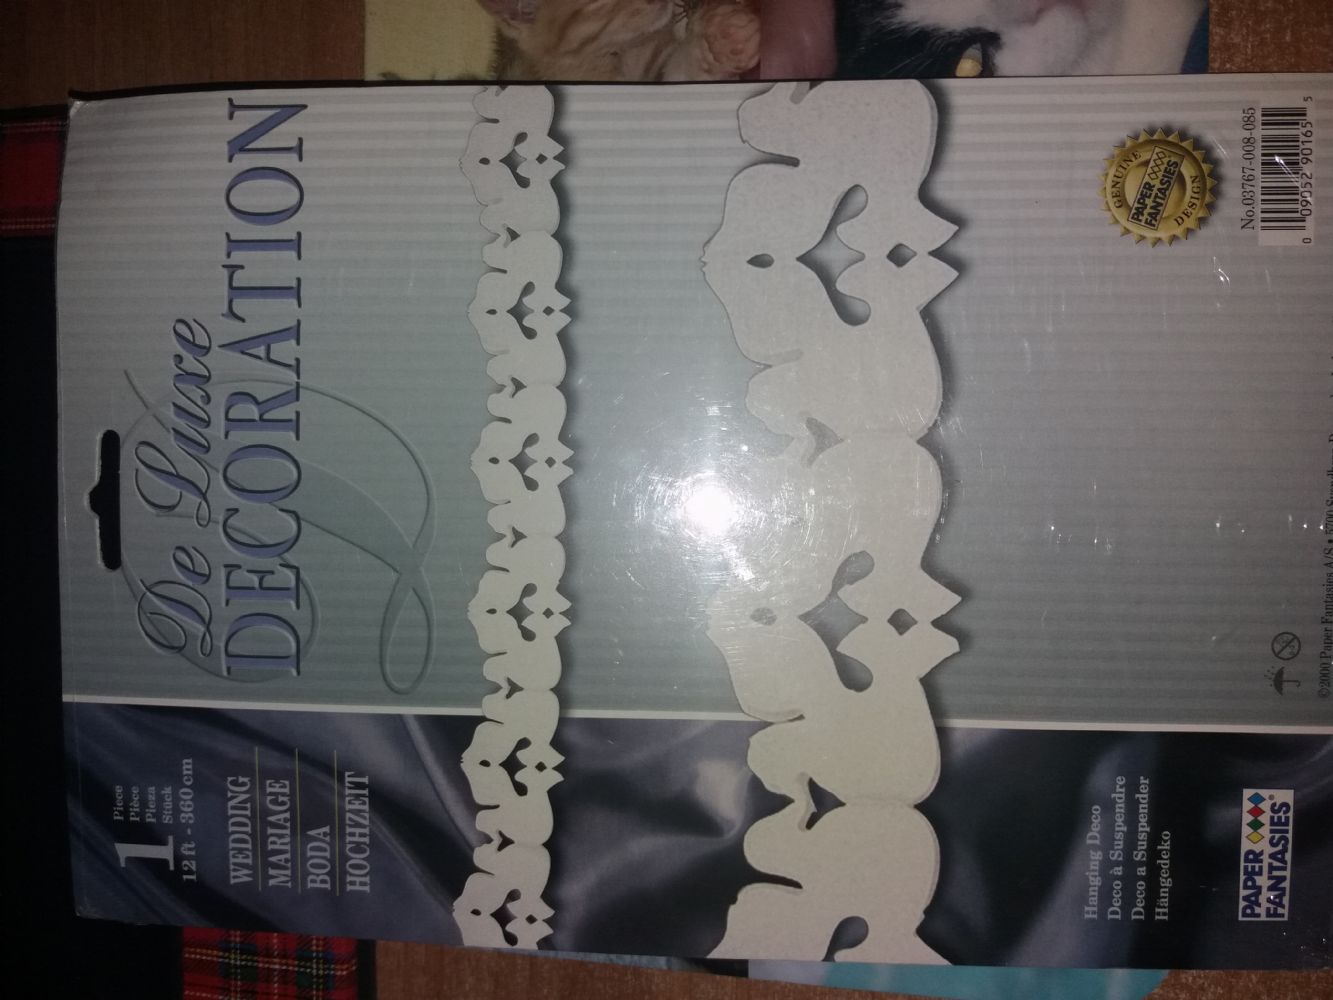 1
Piece
Pièce
Pieza
Stück
12 ft - 360 cm
De Luxe
DECORATION
WEDDING
MARIAGE
BODA
HOCHZEIT
Hanging Deco
Deco à Suspendre
Deco a Suspender
Hängedeko
GENUINE
PAPER
FANTASIES
DESIGN
No.03767-008-085
0 09052 90165 5
PAPER
FANTASIES®
©2000 Paper Fantasies A/S •